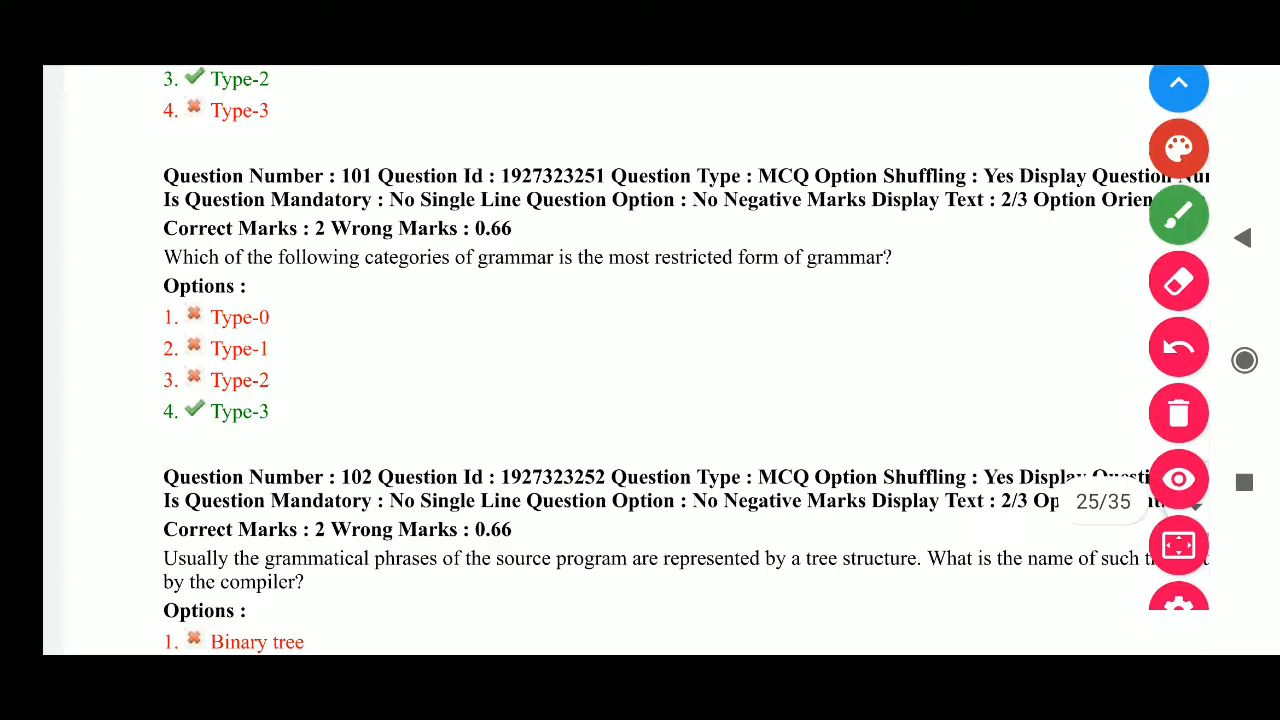 3. Type-2
4. Type-3
Question Number : 101 Question Id : 1927323251 Question Type : MCQ Option Shuffling : Yes Display Question
Is Question Mandatory : No Single Line Question Option : No Negative Marks Display Text : 2/3 Option
Correct Marks : 2 Wrong Marks : 0.66
Which of the following categories of grammar is the most restricted form of grammar?
Options :
1. Type-0
2. Type-1
3. Type-2
4. Type-3
Question Number : 102 Question Id : 1927323252 Question Type : MCQ Option Shuffling : Yes Display
Is Question Mandatory : No Single Line Question Option : No Negative Marks Display Text : 2/3
25/35
Correct Marks : 2 Wrong Marks : 0.66
Usually the grammatical phrases of the source program are represented by a tree structure. What is the name of such
by the compiler?
Options :
1. Binary tree